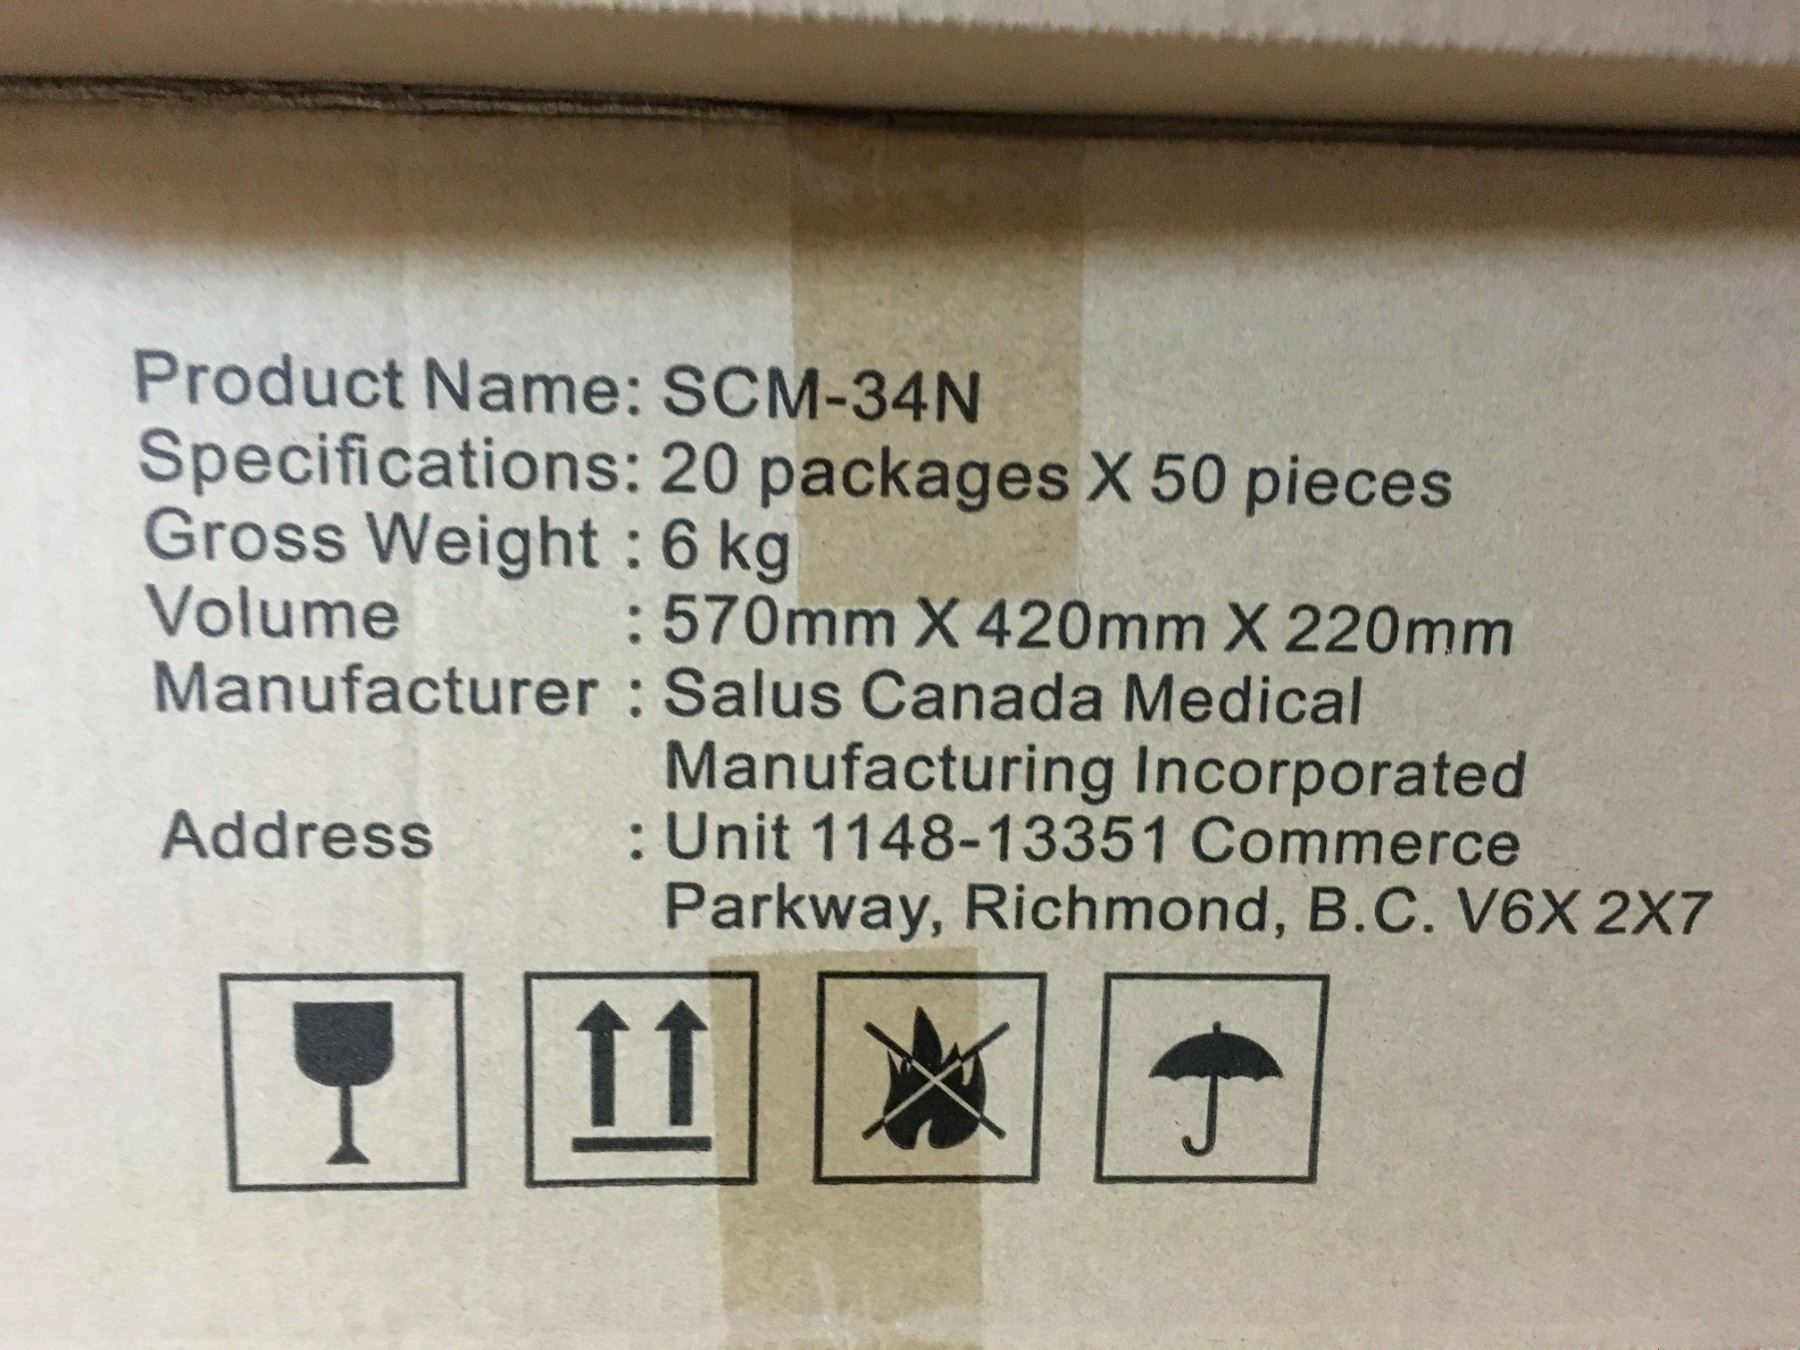 Product Name: SCM-34N
Specifications: 20 packages X 50 pieces
Gross Weight : 6 kg
Volume : 570mm X 420mm X 220mm
Manufacturer : Salus Canada Medical
Manufacturing Incorporated
Address : Unit 1148-13351 Commerce
Parkway, Richmond, B.C. V6X 2X7